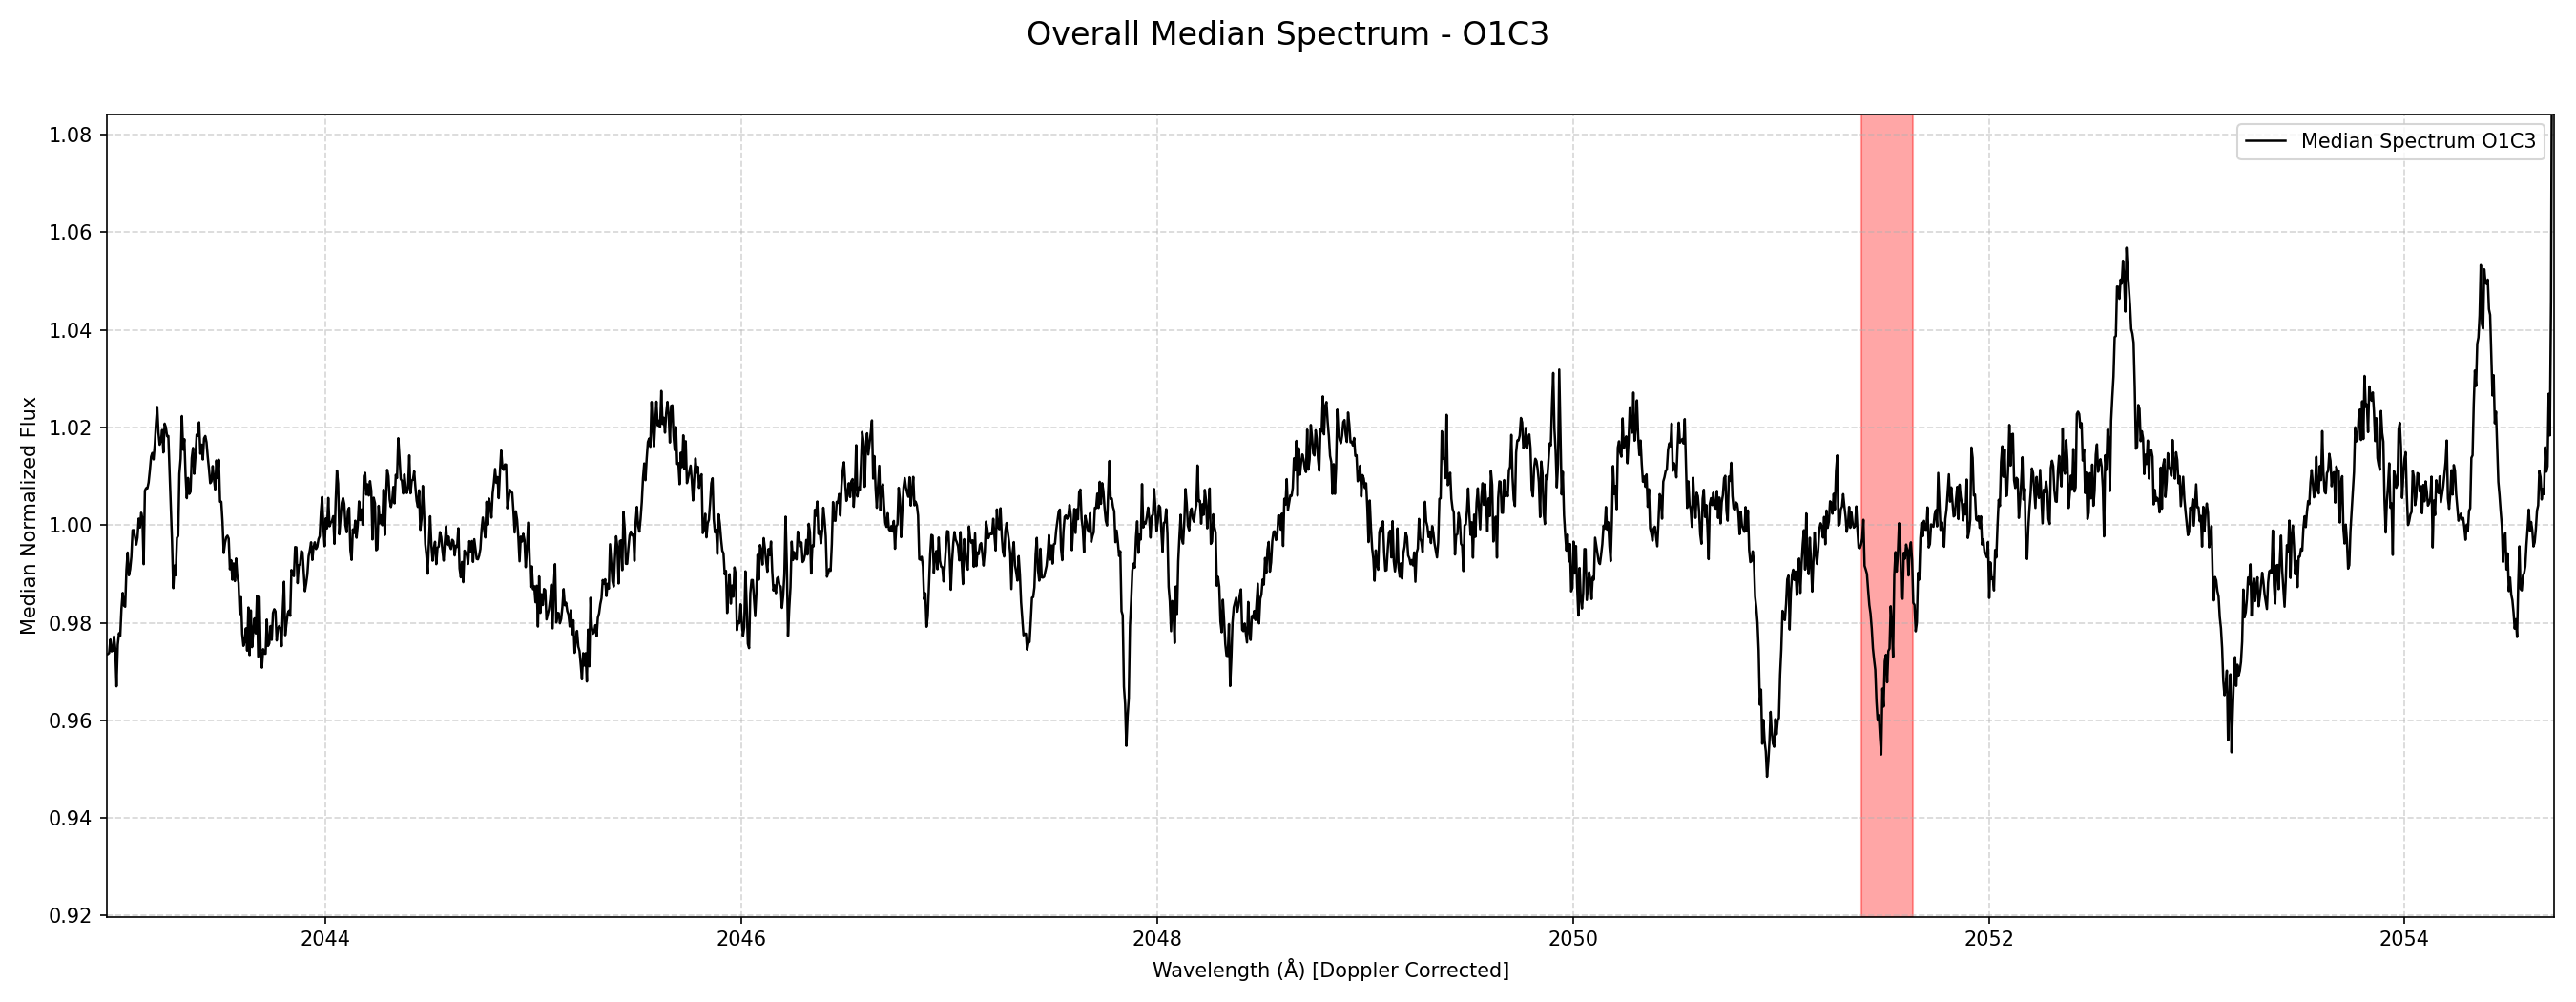 Overall Median Spectrum - O1C3
Median Spectrum O1C3
Median Normalized Flux
1.08
1.06
1.04
1.02
1.00
0.98
0.96
0.94
0.92
2044 2046 2048 2050 2052 2054
Wavelength (Å) [Doppler Corrected]